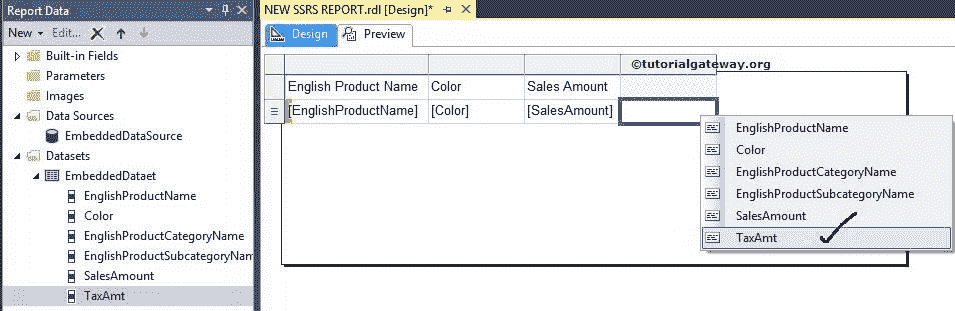 Report Data
New
Edit...
Built-in Fields
Parameters
Images
Data Sources
EmbeddedDataSource
Datasets
EmbeddedDataet
EnglishProductName
Color
EnglishProductCategoryName
EnglishProductSubcategoryNam
SalesAmount
TaxAmt
NEW SSRS REPORT.rdl [Design]*
Design Preview
©tutorialgateway.org
English Product Name Color Sales Amount
[EnglishProductName] [Color] [SalesAmount]
EnglishProductName
Color
EnglishProductCategoryName
EnglishProductSubcategoryName
SalesAmount
TaxAmt